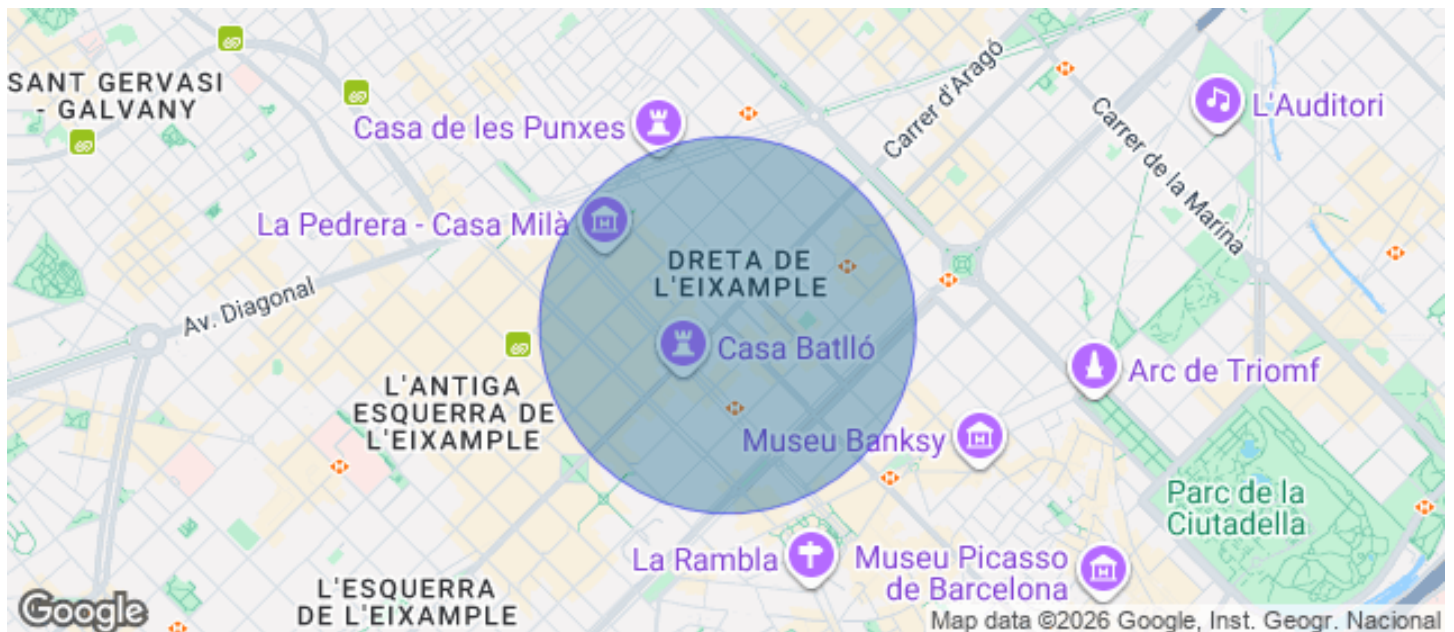 SANT GERVASI
- GALVANY
Casa de les Punxes
Carrer d'Aragó
L'Auditori
Carrer de la Marina
La Pedrera - Casa Milà
DRETA DE
L'EIXAMPLE
Av. Diagonal
Casa Batlló
L'ANTIGA
ESQUERRA DE
L'EIXAMPLE
Arc de Triomf
Museu Banksy
Parc de la
Ciutadella
La Rambla
Museu Picasso
de Barcelona
L'ESQUERRA
DE L'EIXAMPLE
Google
Map data ©2026 Google, Inst. Geogr. Nacional